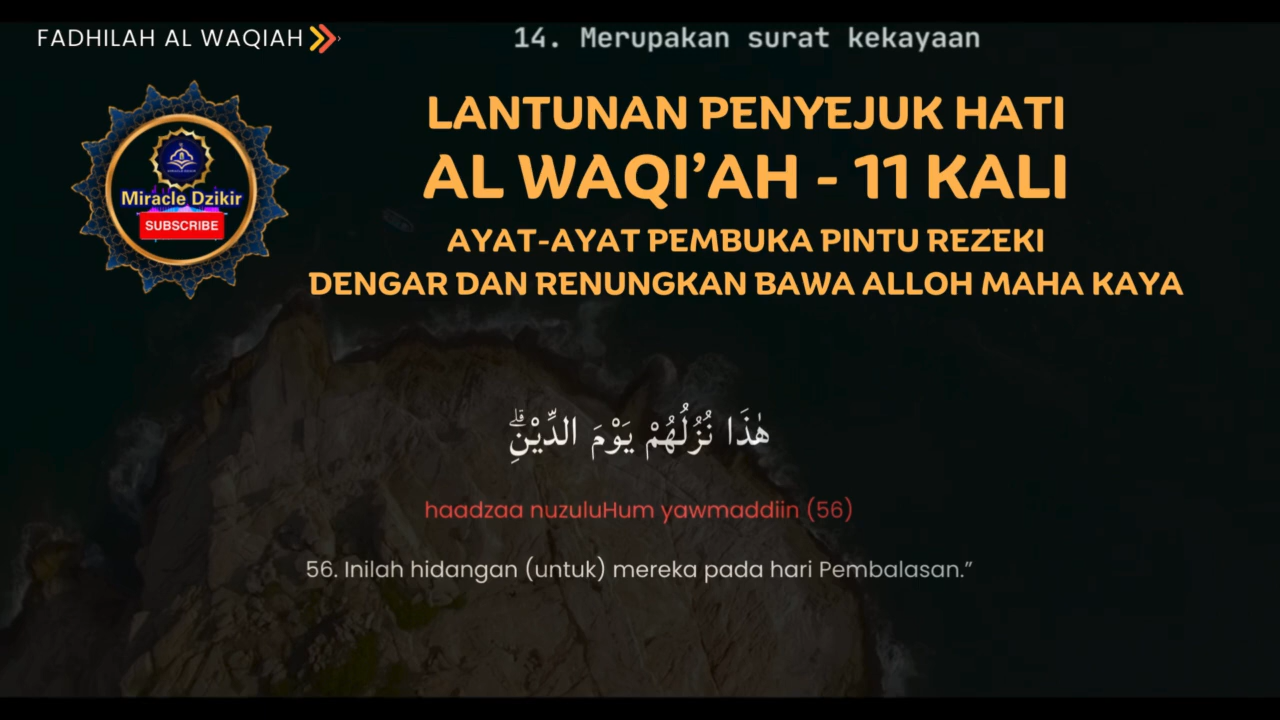 FADHILAH AL WAQIAH
14. Merupakan surat kekayaan
Miracle Dzikir
SUBSCRIBE
LANTUNAN PENYEJUK HATI
AL WAQI’AH - 11 KALI
AYAT-AYAT PEMBUKA PINTU REZEKI
DENGAR DAN RENUNGKAN BAWA ALLOH MAHA KAYA
هٰذَا نُزُلُهُمْ يَوْمَ الدِّيْنِۗ
haadzaa nuzuluHum yawmaddiin (56)
56. Inilah hidangan (untuk) mereka pada hari Pembalasan.”